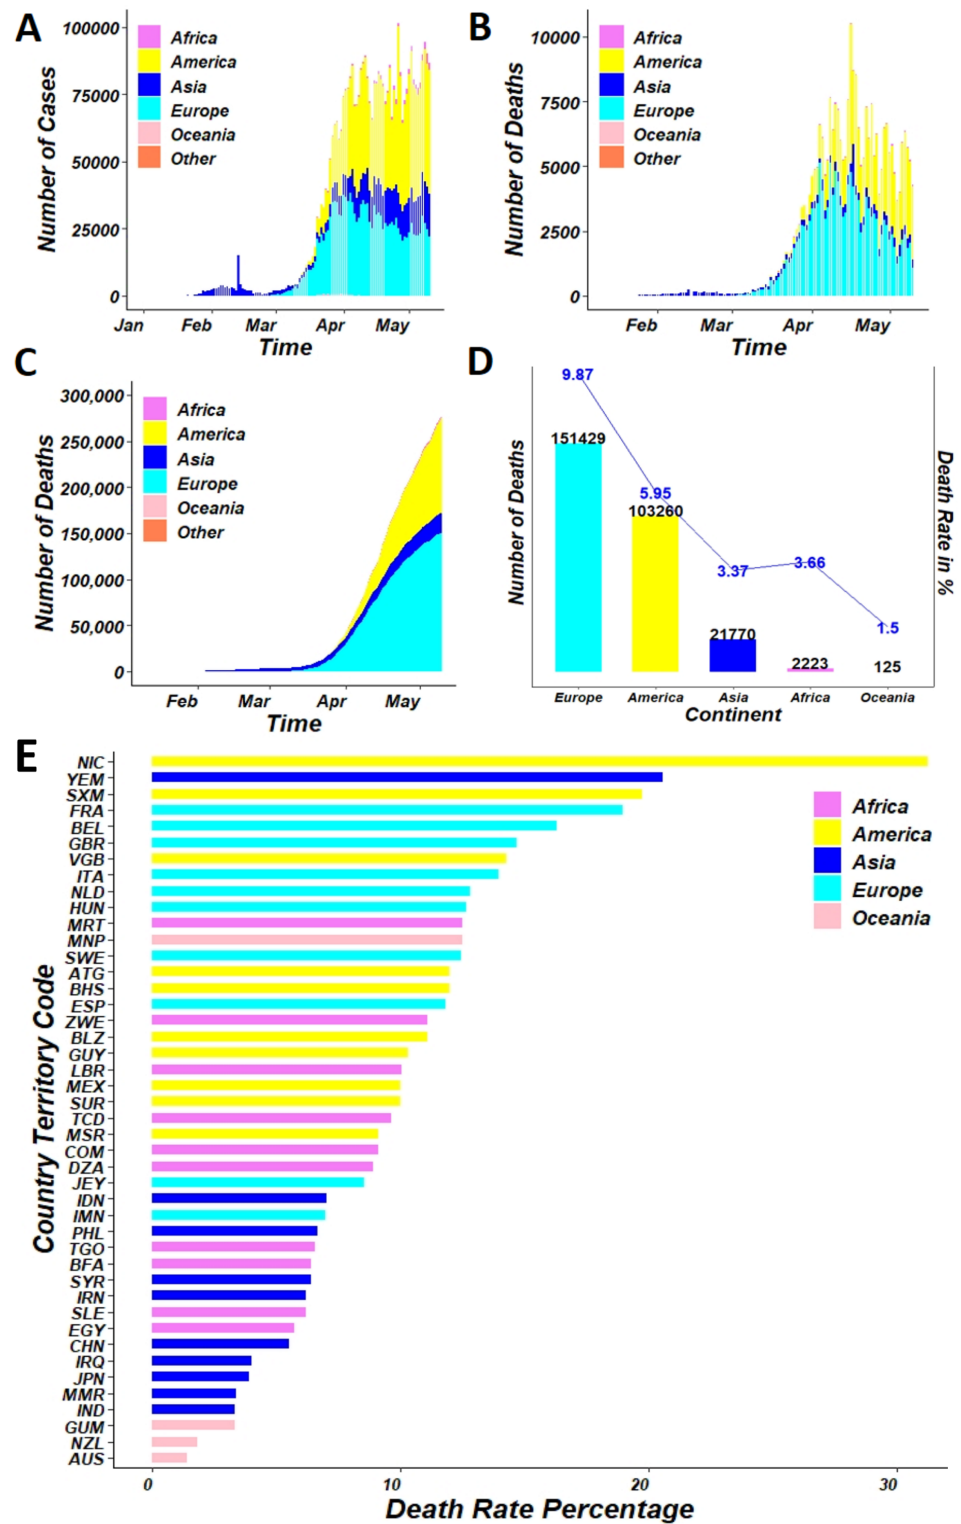 A
Number of Cases
100000
75000
50000
25000
0
Africa
America
Asia
Europe
Oceania
Other
Jan Feb Mar Apr May
Time
B
Number of Deaths
10000
7500
5000
2500
0
Africa
America
Asia
Europe
Oceania
Other
Feb Mar Apr May
Time
C
Number of Deaths
300,000
250,000
200,000
150,000
100,000
50,000
0
Africa
America
Asia
Europe
Oceania
Other
Feb Mar Apr May
Time
D
Number of Deaths
9.87
151429
5.95
103260
3.37
21770
3.66
2223
1.5
125
Death Rate in %
Europe America Asia Africa Oceania
Continent
E
Country Territory Code
NIC
YEM
SXM
FRA
BEL
GBR
VGB
ITA
NLD
HUN
MRT
MNP
SWE
ATG
BHS
ESP
ZWE
BLZ
GUY
LBR
MEX
SUR
TCD
MSR
COM
DZA
JEY
IDN
IMN
PHL
TGO
BFA
SYR
IRN
SLE
EGY
CHN
IRQ
JPN
MMR
IND
GUM
NZL
AUS
Africa
America
Asia
Europe
Oceania
0 10 20 30
Death Rate Percentage